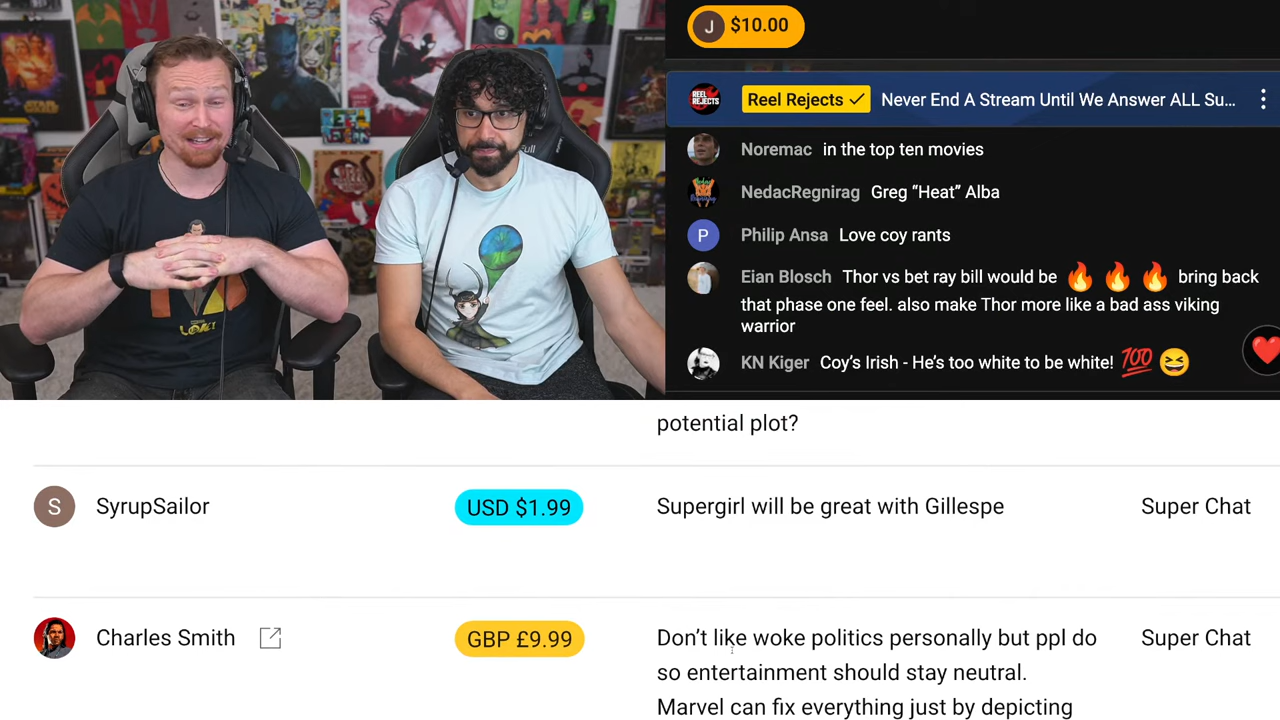 J $10.00
REEL REJECTS
Reel Rejects ✓ Never End A Stream Until We Answer ALL Su...
Noremac in the top ten movies
NedacRegnirag Greg “Heat” Alba
P Philip Ansa Love coy rants
Eian Blosch Thor vs bet ray bill would be 🔥 🔥 🔥 bring back
that phase one feel. also make Thor more like a bad ass viking
warrior
KN Kiger Coy’s Irish - He’s too white to be white! 💯 😆
LOKI
potential plot?
S SyrupSailor USD $1.99 Supergirl will be great with Gillespe Super Chat
Charles Smith GBP £9.99 Don’t like woke politics personally but ppl do Super Chat
so entertainment should stay neutral.
Marvel can fix everything just by depicting